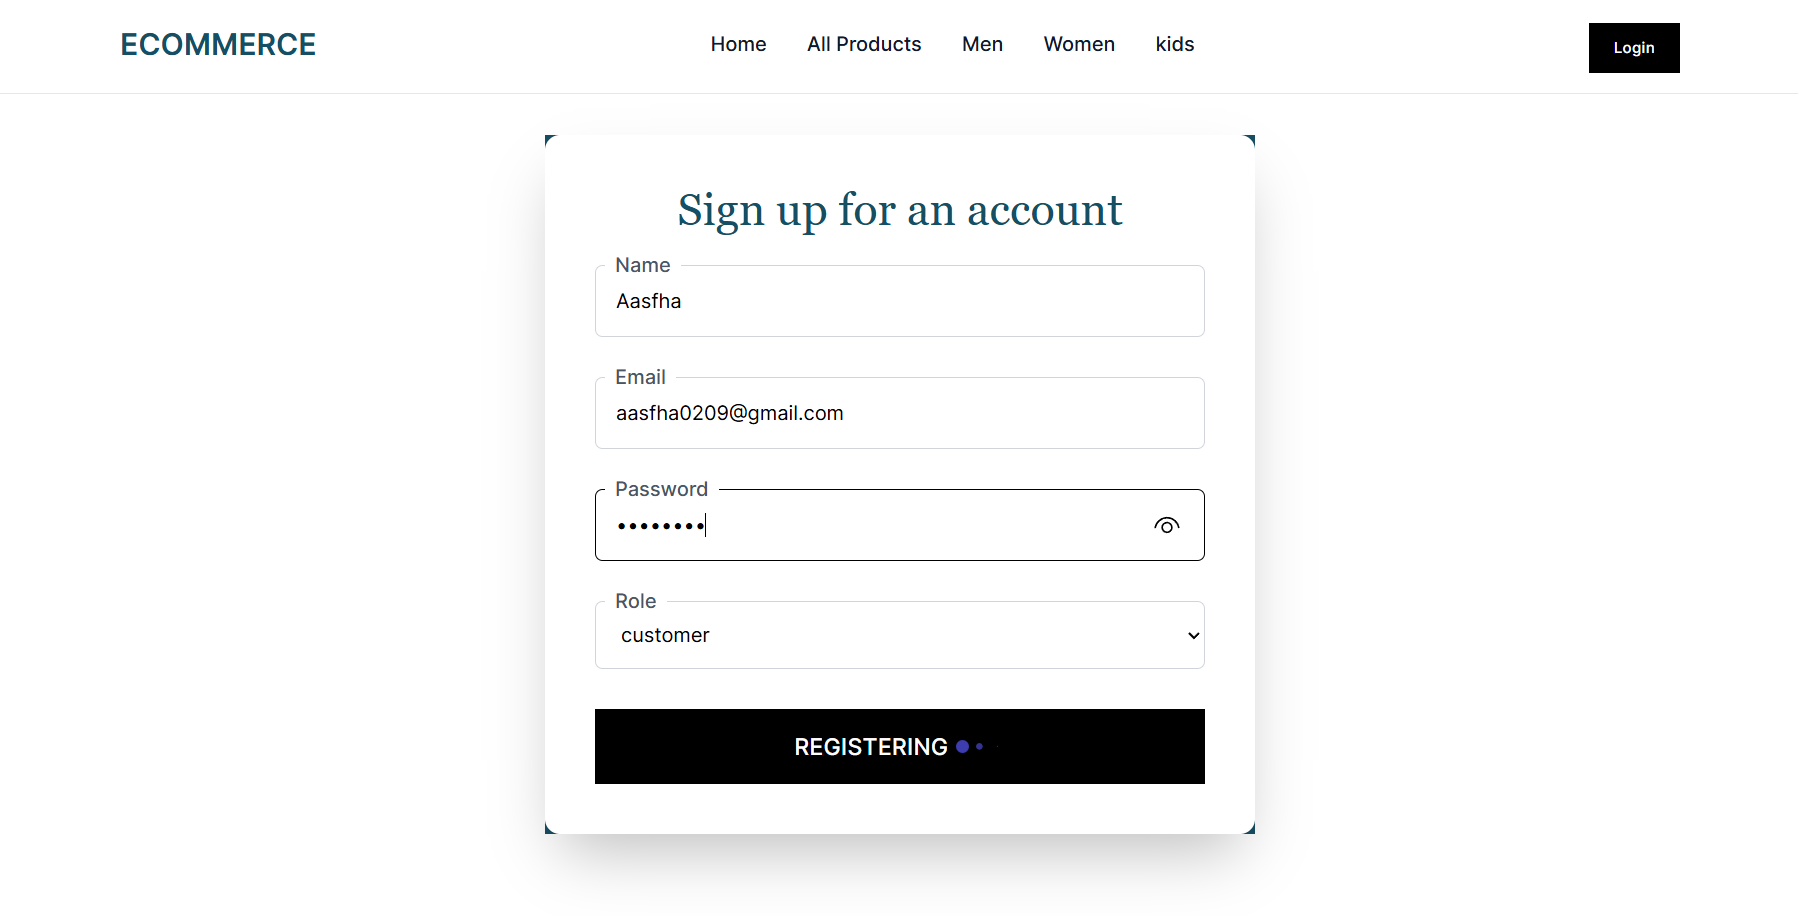 ECOMMERCE
Home All Products Men Women kids
Login
Sign up for an account
Name
Aasfha
Email
aasfha0209@gmail.com
Password
••••••••
Role
customer
REGISTERING